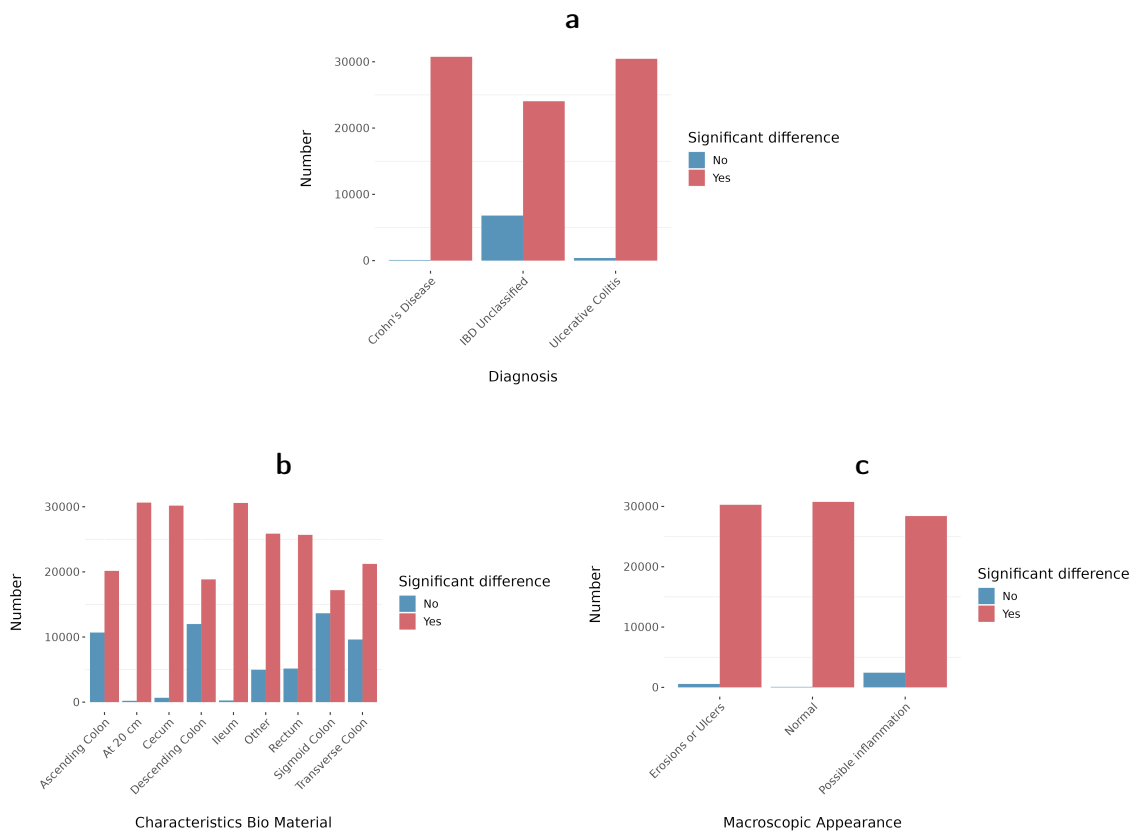 a
30000
20000
10000
0
Number
Crohn's Disease
IBD Unclassified
Ulcerative Colitis
Diagnosis
Significant difference
No
Yes
b
30000
20000
10000
0
Number
Ascending Colon
At 20 cm
Cecum
Descending Colon
Ileum
Other
Rectum
Sigmoid Colon
Transverse Colon
Characteristics Bio Material
Significant difference
No
Yes
c
30000
20000
10000
0
Number
Erosions or Ulcers
Normal
Possible inflammation
Macroscopic Appearance
Significant difference
No
Yes